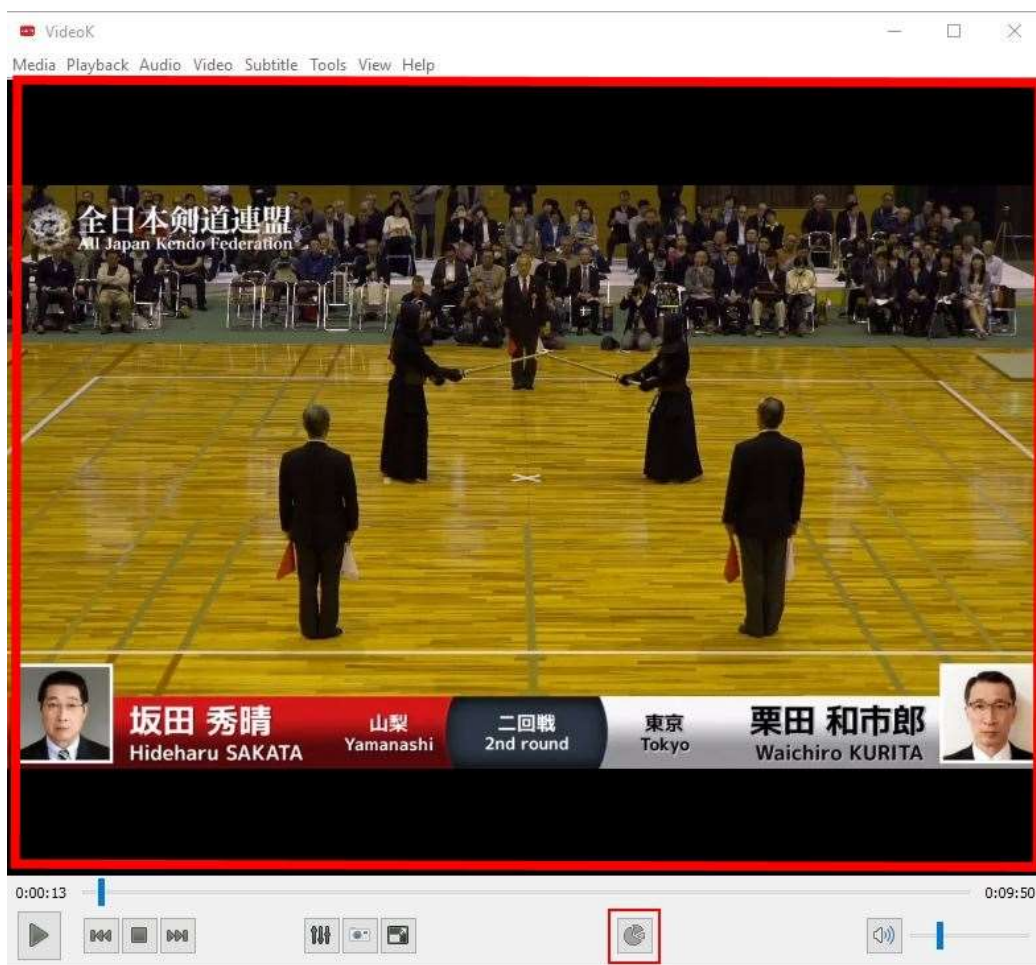 VideoK
Media Playback Audio Video Subtitle Tools View Help
全日本剣道連盟
All Japan Kendo Federation
坂田 秀晴
Hideharu SAKATA
山梨
Yamanashi
二回戦
2nd round
東京
Tokyo
栗田 和市郎
Waichiro KURITA
0:00:13
0:09:50